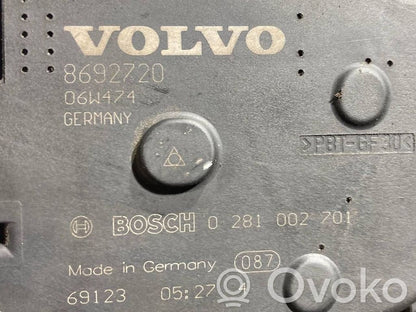 VOLVO
8692720
06W474
GERMANY
>PBT-GF30<
BOSCH 0 281 002 701
Made in Germany 087
69123 05:27 A
Ovoko